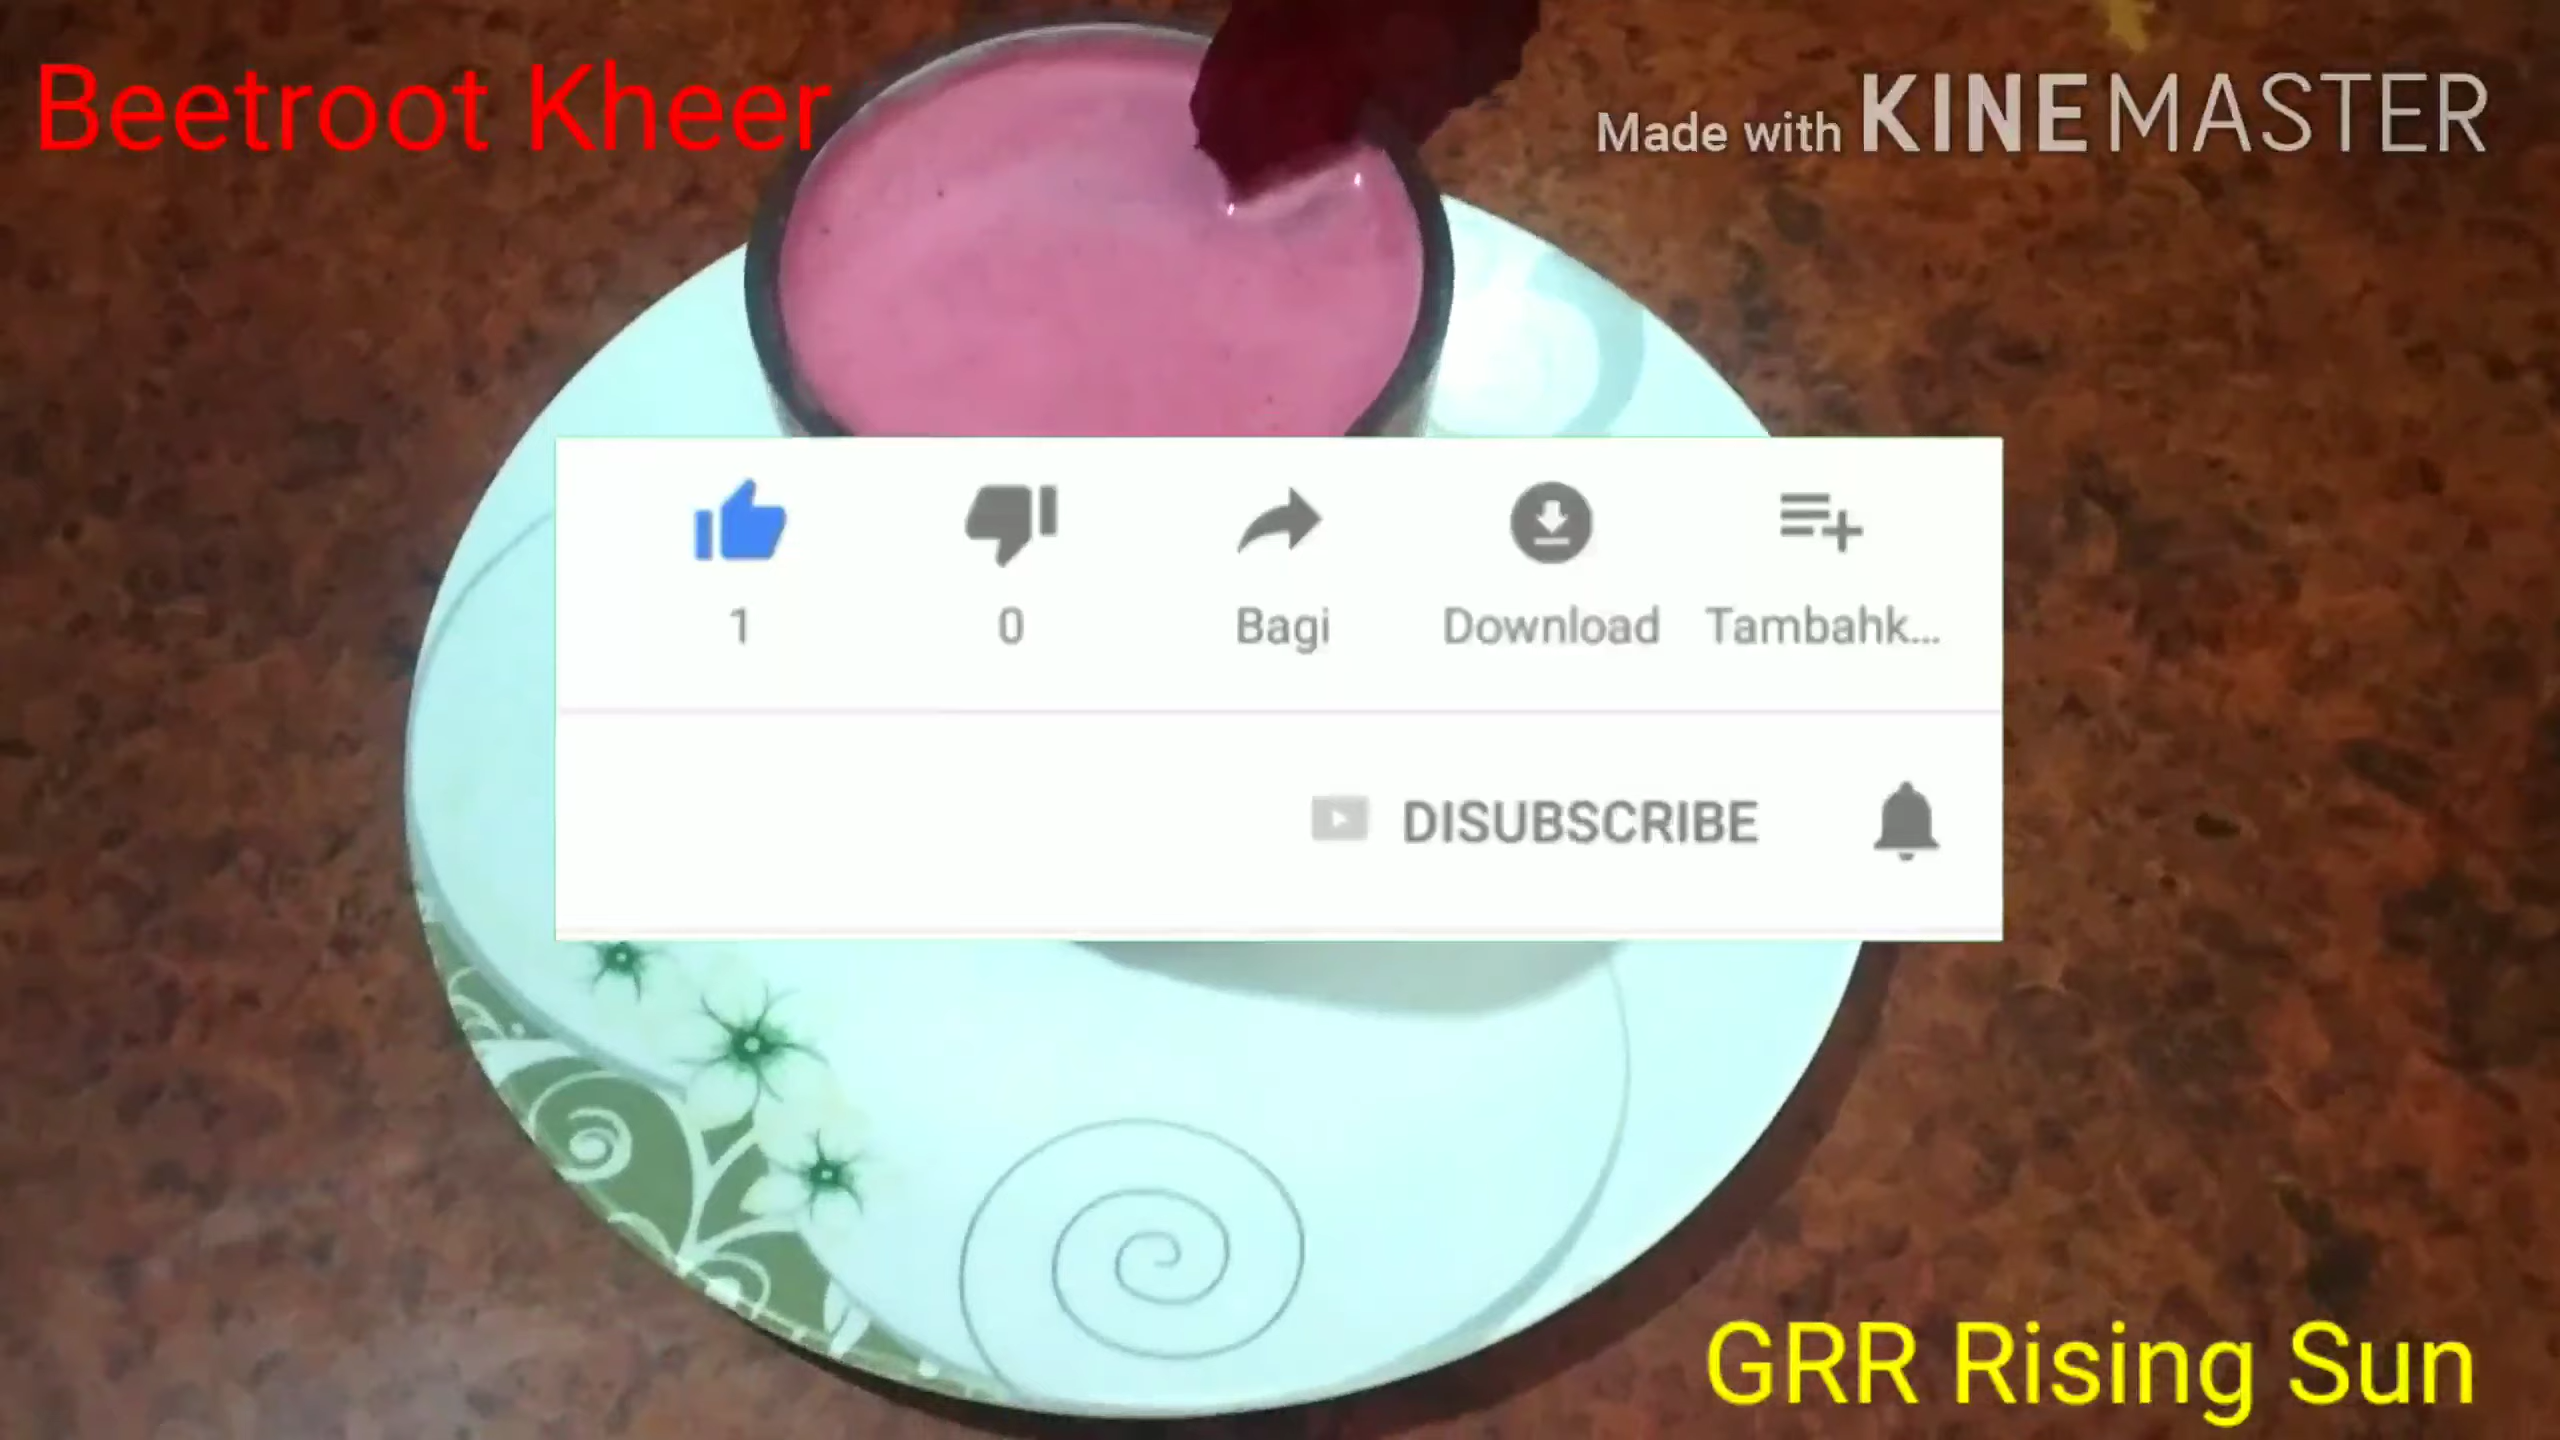 Beetroot Kheer
Made with KINEMASTER
1
0
Bagi
Download
Tambahk...
DISUBSCRIBE
GRR Rising Sun